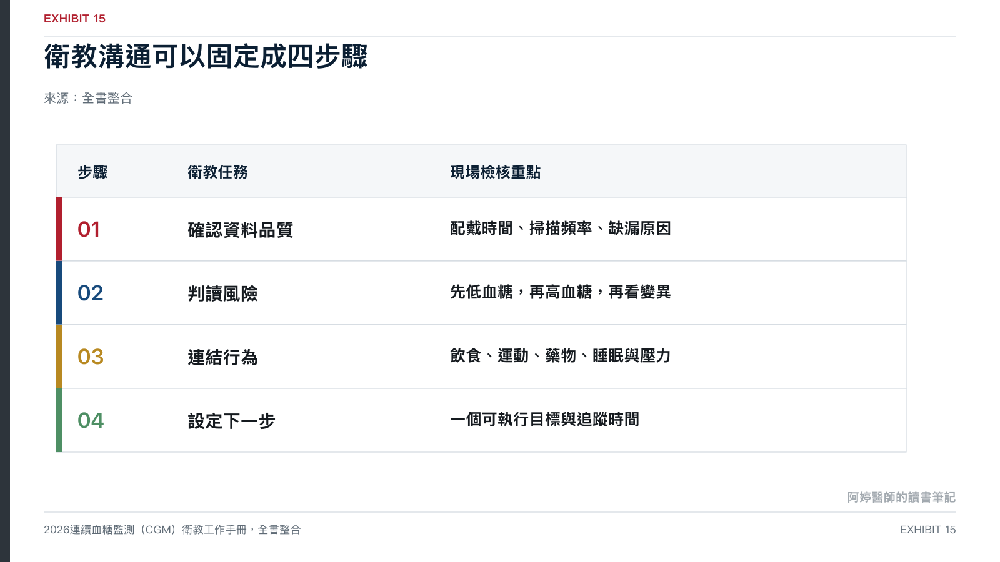 EXHIBIT 15
衛教溝通可以固定成四步驟
來源：全書整合
步驟 衛教任務 現場檢核重點
01 確認資料品質 配戴時間、掃描頻率、缺漏原因
02 判讀風險 先低血糖，再高血糖，再看變異
03 連結行為 飲食、運動、藥物、睡眠與壓力
04 設定下一步 一個可執行目標與追蹤時間
阿婷醫師的讀書筆記
2026連續血糖監測（CGM）衛教工作手冊，全書整合 EXHIBIT 15